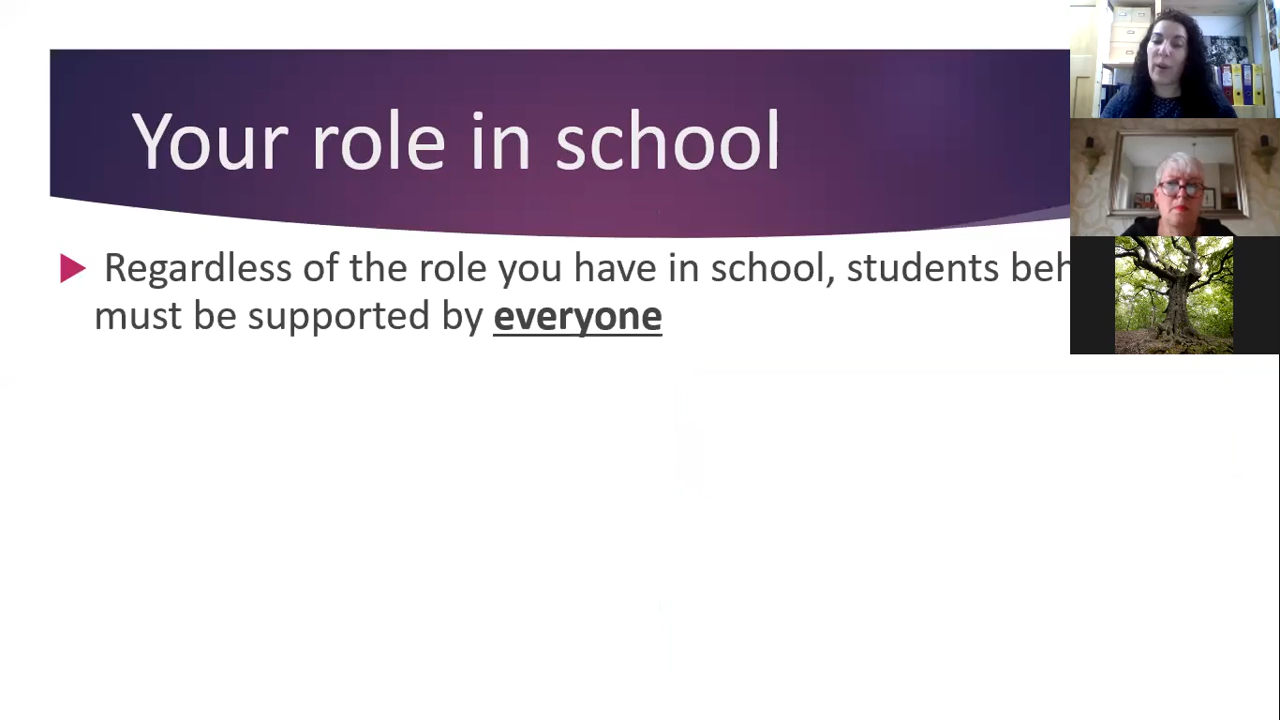 Your role in school
Regardless of the role you have in school, students beh
must be supported by everyone